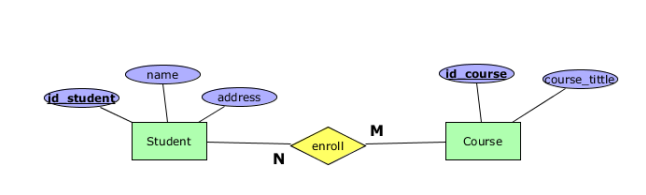 id_course
name
course_tittle
id_student
address
M
Student
enroll
Course
N